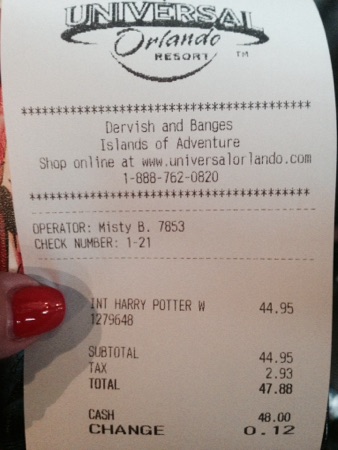 UNIVERSAL
Orlando
RESORT TM
***********************************
Dervish and Banges
Islands of Adventure
Shop online at www.universalorlando.com
1-888-762-0820
***********************************
OPERATOR: Misty B. 7853
CHECK NUMBER: 1-21
INT HARRY POTTER W 44.95
1279648
SUBTOTAL 44.95
TAX 2.93
TOTAL 47.88
CASH 48.00
CHANGE 0.12